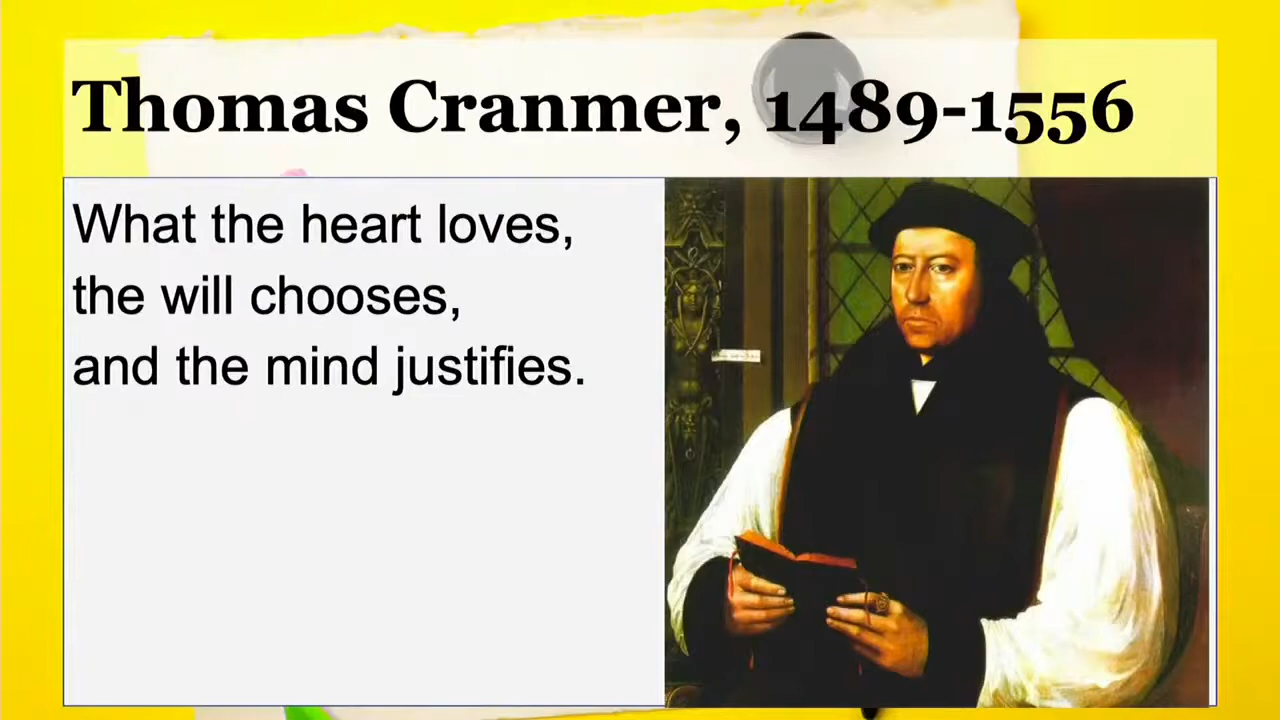 Thomas Cranmer, 1489-1556
What the heart loves,
the will chooses,
and the mind justifies.